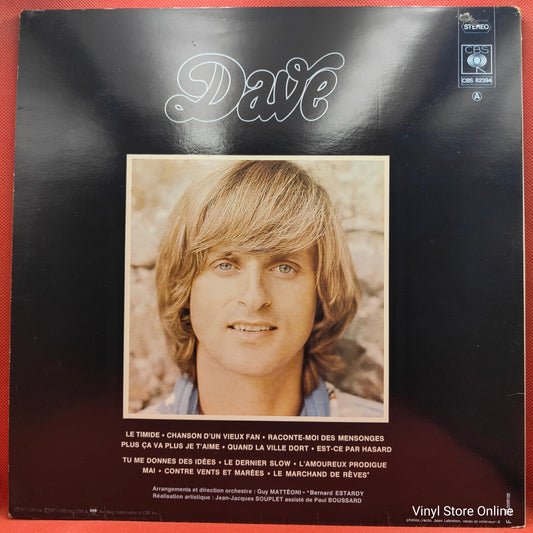 STEREO
Dave
CBS
CBS 82394
A
LE TIMIDE • CHANSON D'UN VIEUX FAN • RACONTE-MOI DES MENSONGES
PLUS ÇA VA PLUS JE T'AIME • QUAND LA VILLE DORT • EST-CE PAR HASARD
TU ME DONNES DES IDÉES • LE DERNIER SLOW • L'AMOUREUX PRODIGUE
MAI • CONTRE VENTS ET MARÉES • LE MARCHAND DE RÊVES*
Arrangements et direction orchestre : Guy MATTÉONI • *Bernard ESTARDY
Réalisation artistique : Jean-Jacques SOUPLET assisté de Paul BOUSSARD
Vinyl Store Online